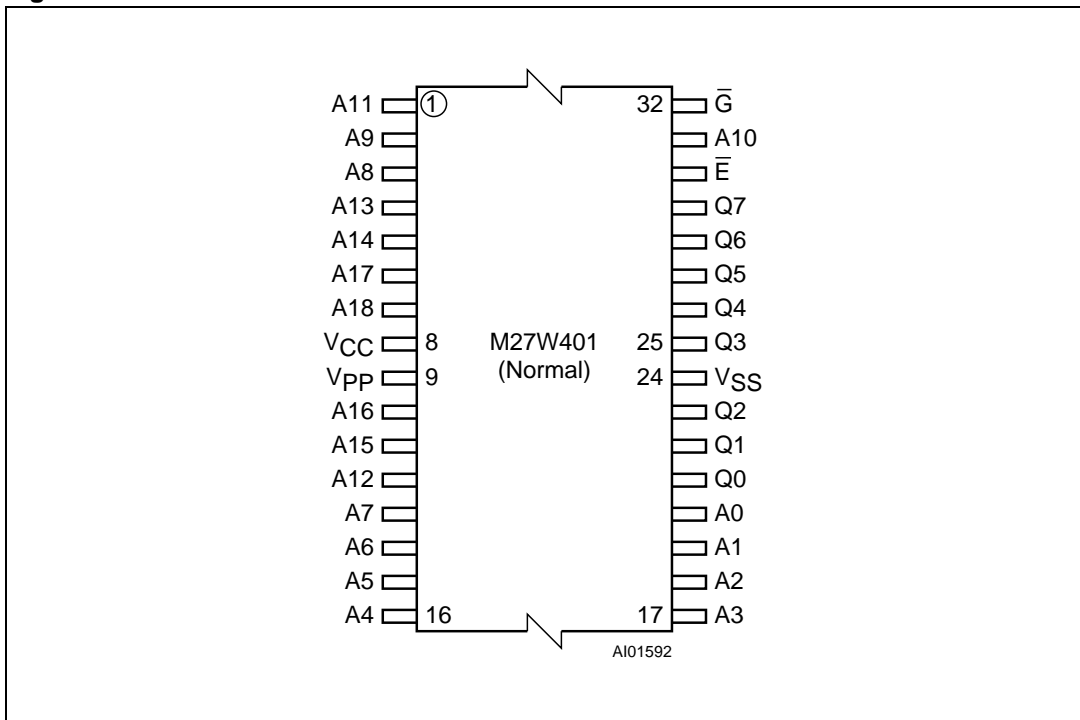 A11 1 32 G̅
A9 A10
A8 E̅
A13 Q7
A14 Q6
A17 Q5
A18 Q4
VCC 8 M27W401 25 Q3
(Normal)
VPP 9 24 VSS
A16 Q2
A15 Q1
A12 Q0
A7 A0
A6 A1
A5 A2
A4 16 17 A3
AI01592